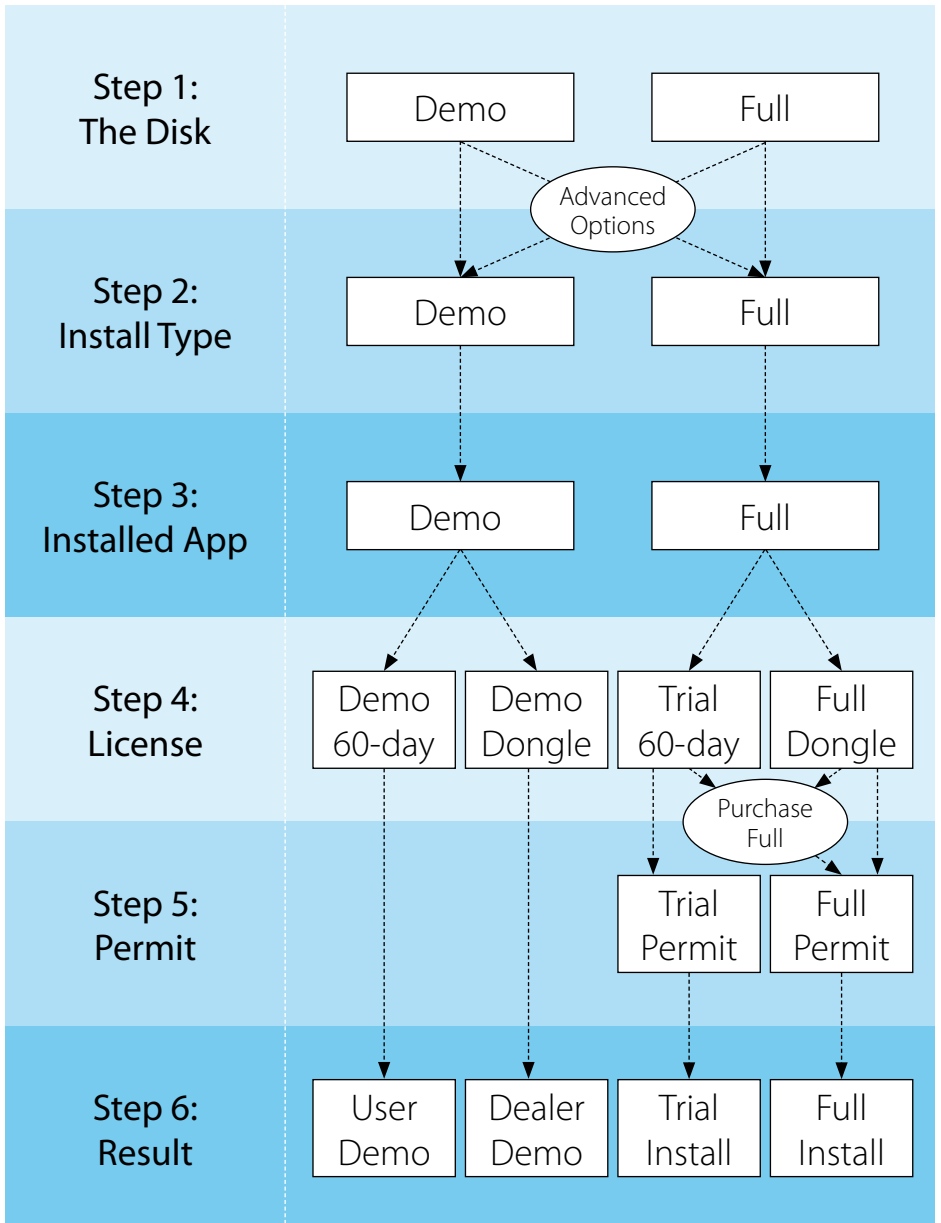 Step 1:
The Disk
Demo
Full
Advanced
Options
Step 2:
Install Type
Demo
Full
Step 3:
Installed App
Demo
Full
Step 4:
License
Demo
60-day
Demo
Dongle
Trial
60-day
Full
Dongle
Purchase
Full
Step 5:
Permit
Trial
Permit
Full
Permit
Step 6:
Result
User
Demo
Dealer
Demo
Trial
Install
Full
Install